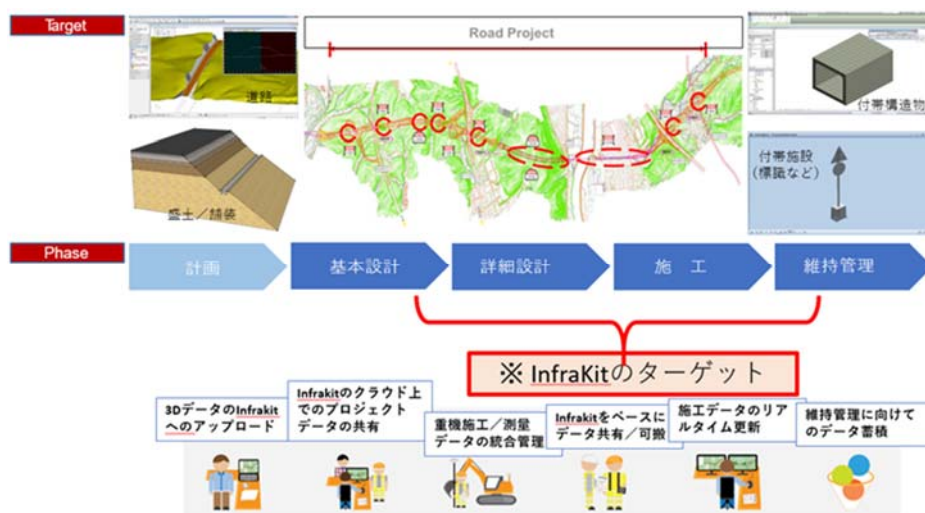 Target
Road Project
道路
付帯構造物
盛土／舗装
付帯施設
（標識など）
Phase
計画
基本設計
詳細設計
施 工
維持管理
※ InfraKitのターゲット
3DデータのInfrakit
へのアップロード
Infrakitのクラウド上
でのプロジェクト
データの共有
重機施工／測量
データの統合管理
Infrakitをベースに
データ共有／可搬
施工データのリア
ルタイム更新
維持管理に向けて
のデータ蓄積